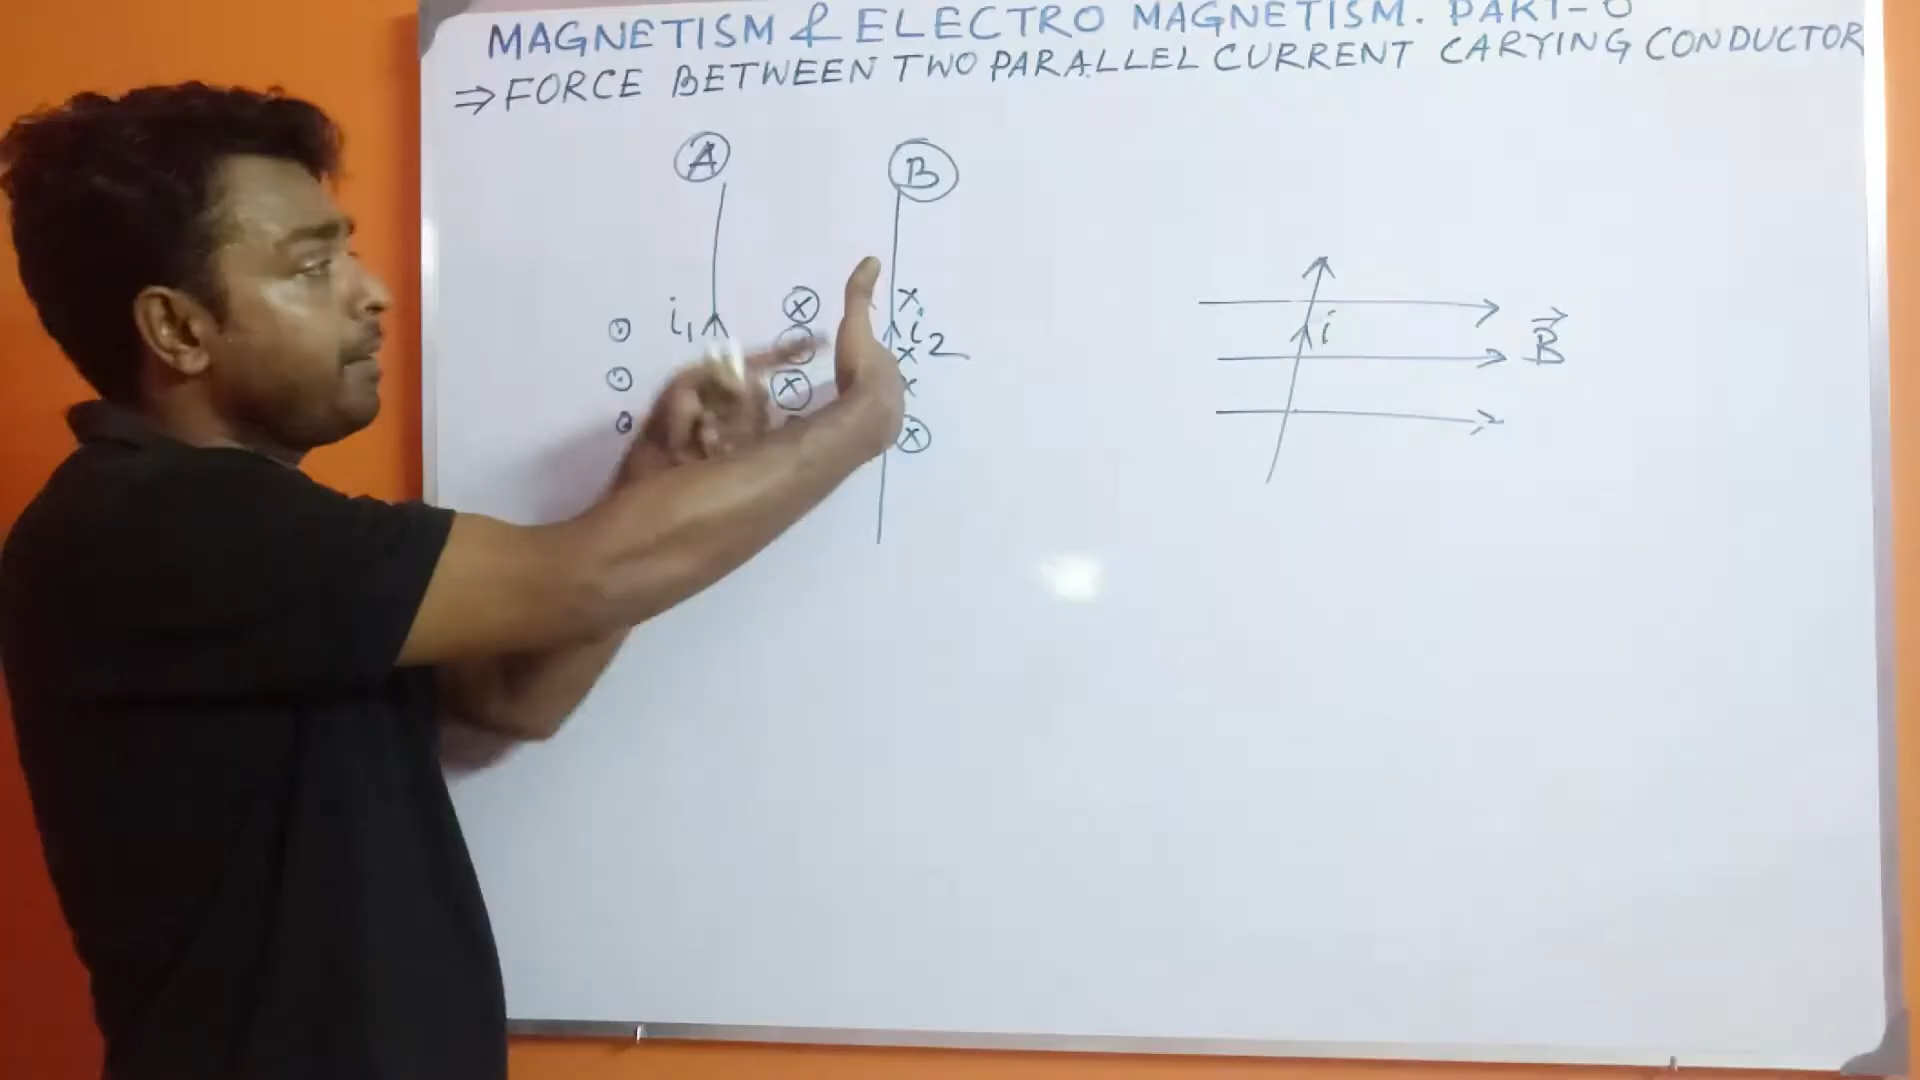 MAGNETISM & ELECTRO MAGNETISM. PART-
⇒ FORCE BETWEEN TWO PARALLEL CURRENT CARYING CONDUCTOR
A B
i₁ i₂
i B